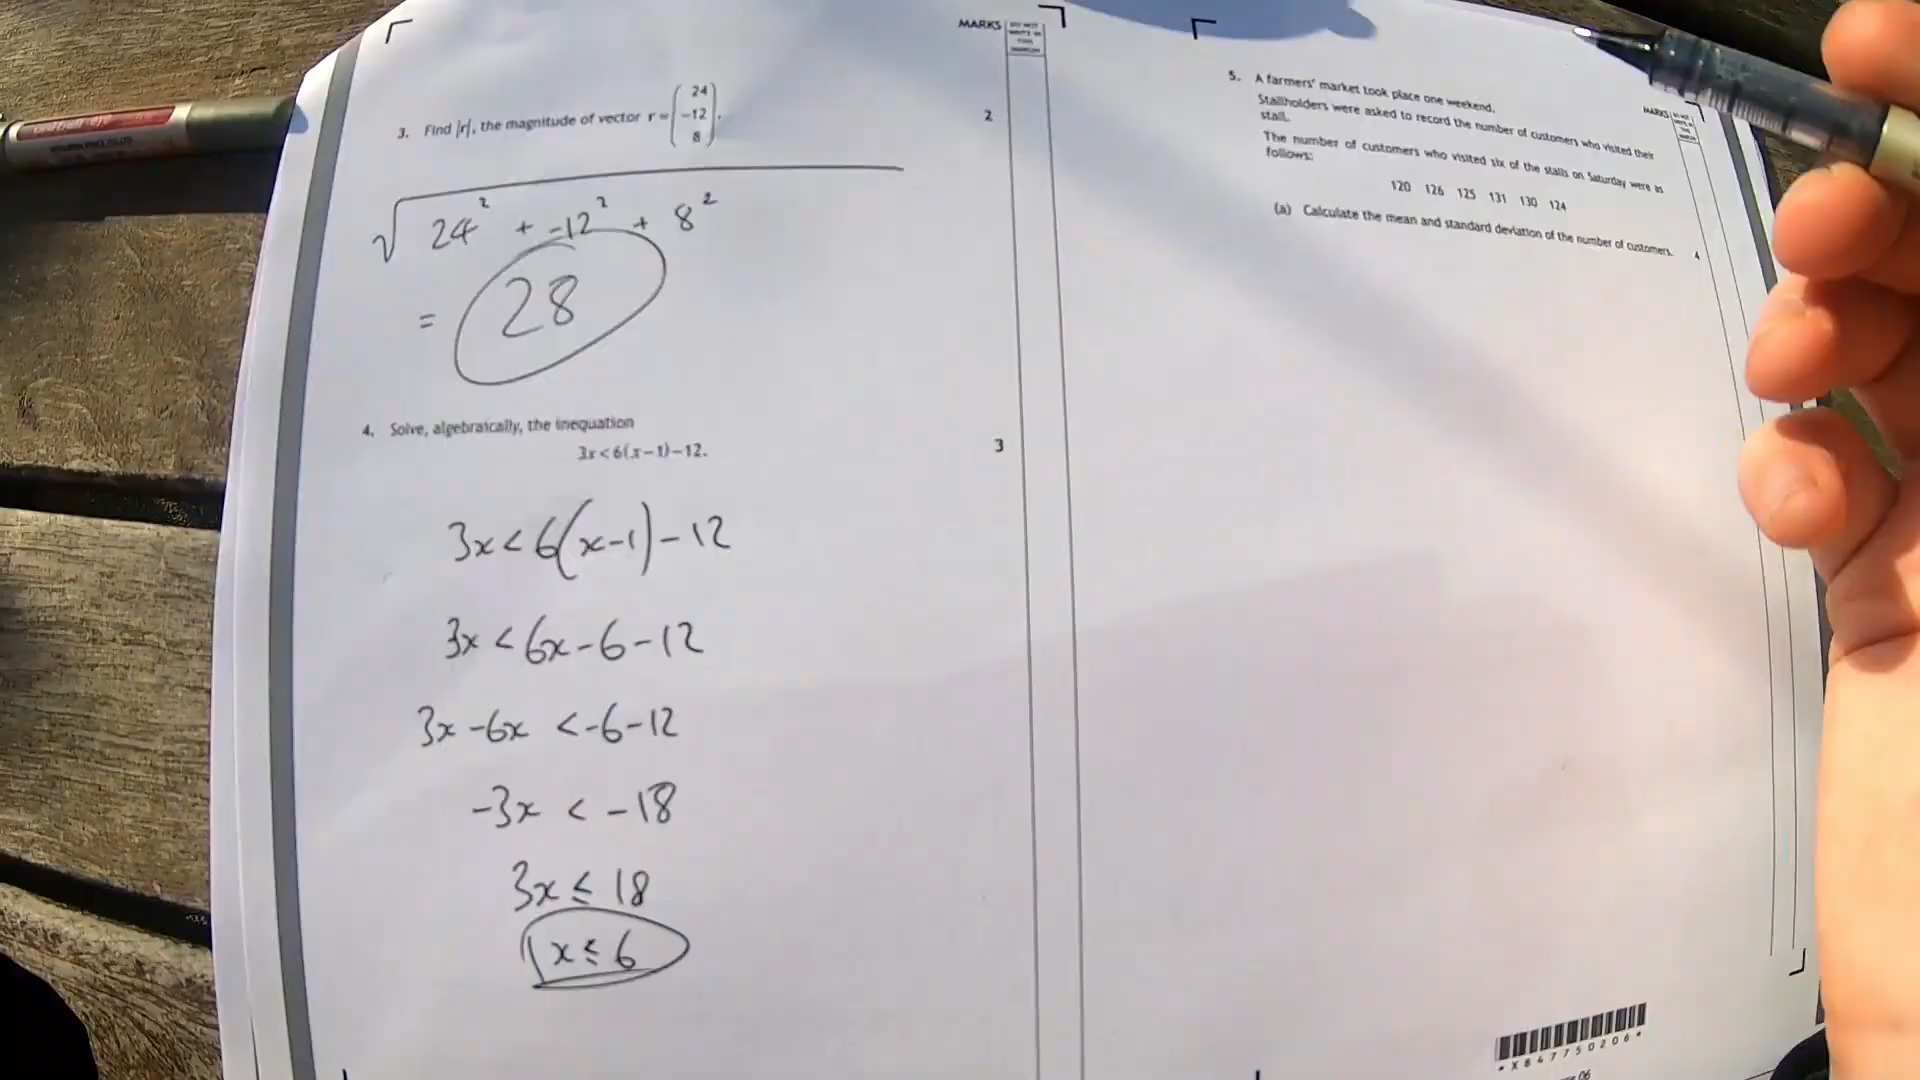 MARKS
3. Find |r|, the magnitude of vector r = ( 24 -12 8 ). 2
√ 24² + -12² + 8²
= 28
4. Solve, algebraically, the inequation 3
3x < 6(x − 1) − 12.
3x < 6(x-1) - 12
3x < 6x - 6 - 12
3x - 6x < -6 - 12
-3x < -18
3x ≤ 18
x ≤ 6
MARKS
5. A farmers' market took place one weekend.
Stallholders were asked to record the number of customers who visited their
stall.
The number of customers who visited six of the stalls on Saturday were as
follows:
120 126 125 131 130 124
(a) Calculate the mean and standard deviation of the number of customers. 4
*X847750206*
06